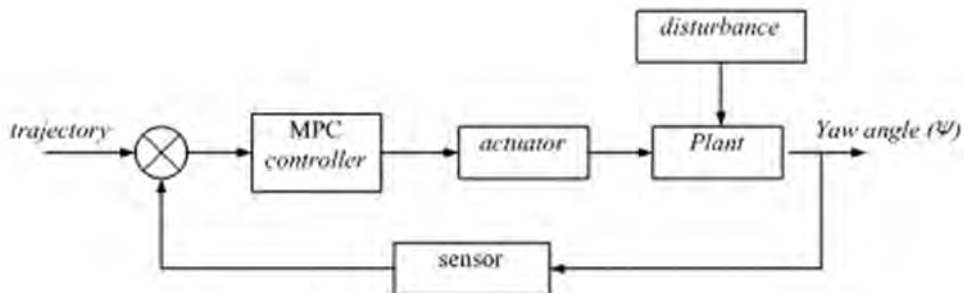 disturbance
trajectory
MPC
controller
actuator
Plant
Yaw angle (Ψ)
sensor